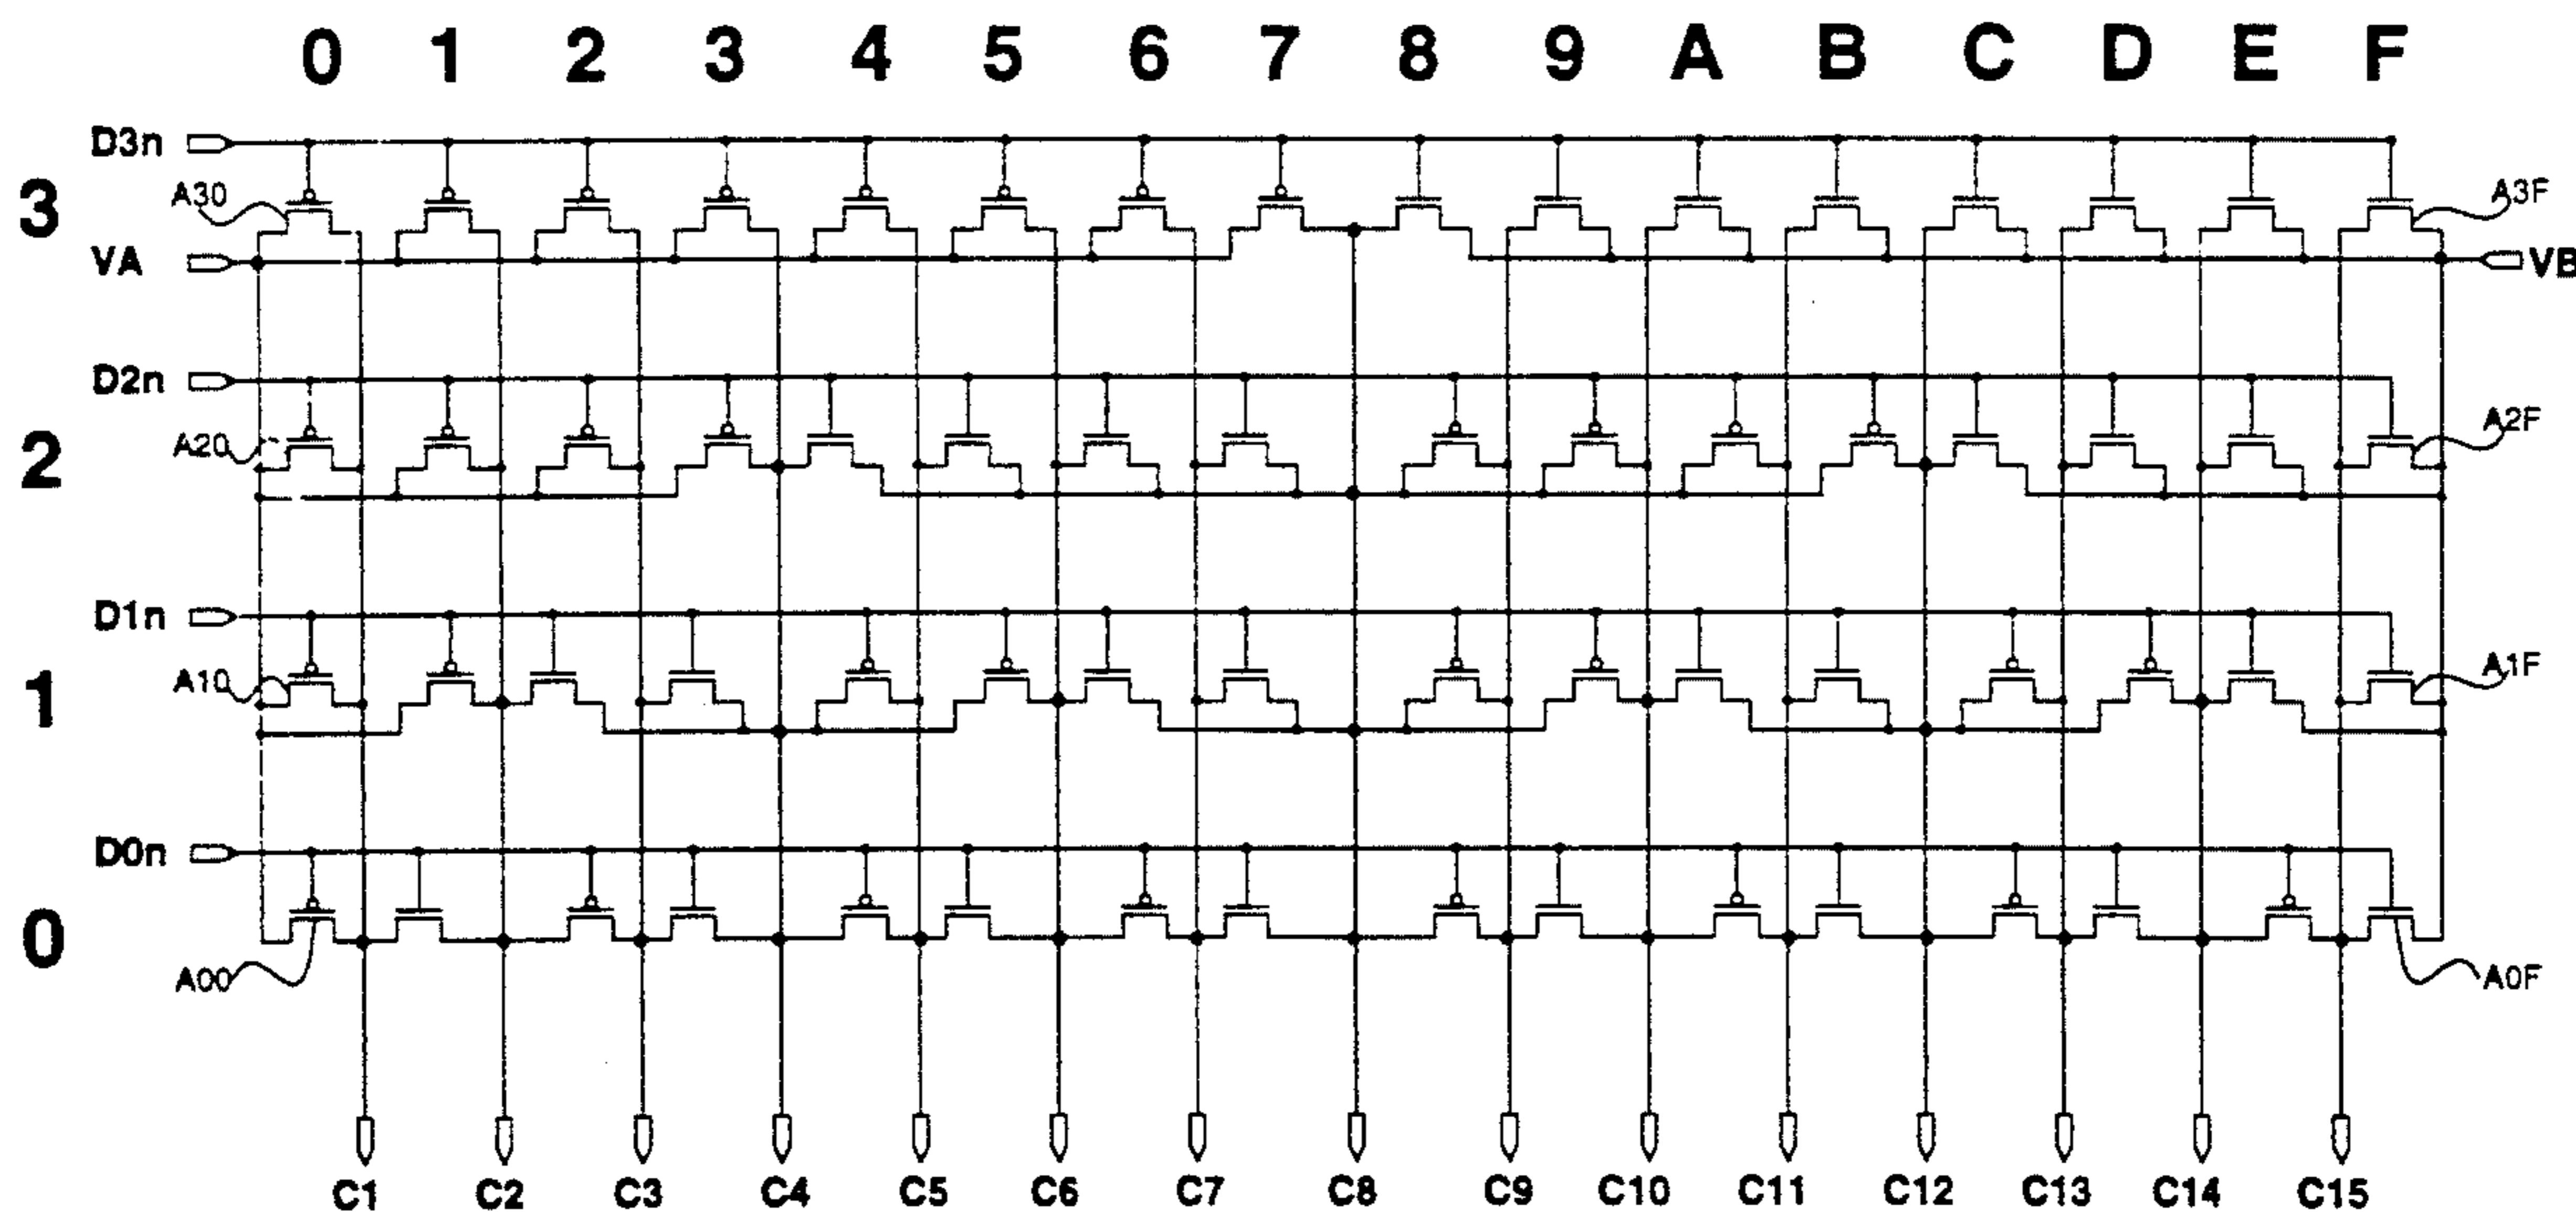 0 1 2 3 4 5 6 7 8 9 A B C D E F
D3n
3
A30
A3F
VA
VB
D2n
2
A20
A2F
D1n
1
A10
A1F
D0n
0
A00
A0F
C1 C2 C3 C4 C5 C6 C7 C8 C9 C10 C11 C12 C13 C14 C15